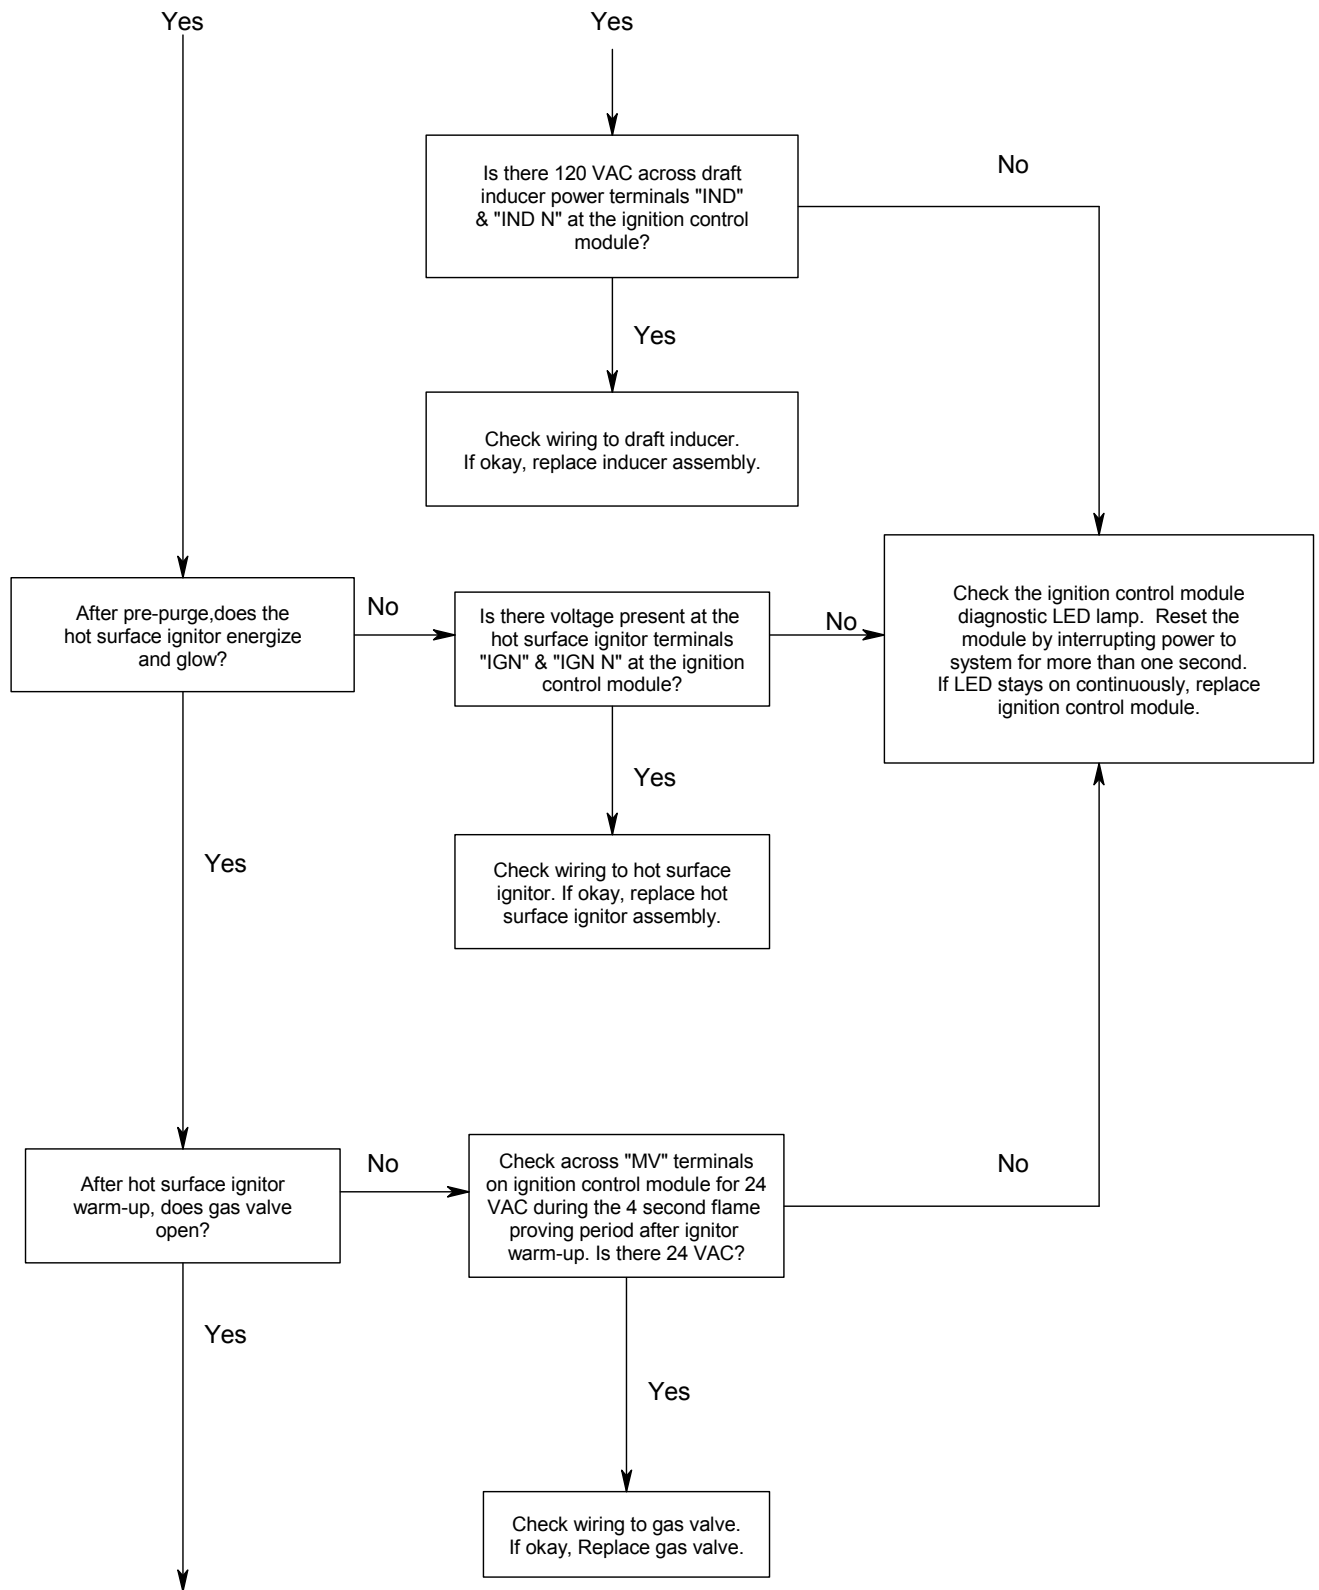 Yes
Yes
Is there 120 VAC across draft
inducer power terminals "IND"
& "IND N" at the ignition control
module?
No
Yes
Check wiring to draft inducer.
If okay, replace inducer assembly.
After pre-purge,does the
hot surface ignitor energize
and glow?
No
Is there voltage present at the
hot surface ignitor terminals
"IGN" & "IGN N" at the ignition
control module?
No
Check the ignition control module
diagnostic LED lamp.  Reset the
module by interrupting power to
system for more than one second.
If LED stays on continuously, replace
ignition control module.
Yes
Yes
Check wiring to hot surface
ignitor. If okay, replace hot
surface ignitor assembly.
After hot surface ignitor
warm-up, does gas valve
open?
No
Check across "MV" terminals
on ignition control module for 24
VAC during the 4 second flame
proving period after ignitor
warm-up. Is there 24 VAC?
No
Yes
Yes
Check wiring to gas valve.
If okay, Replace gas valve.